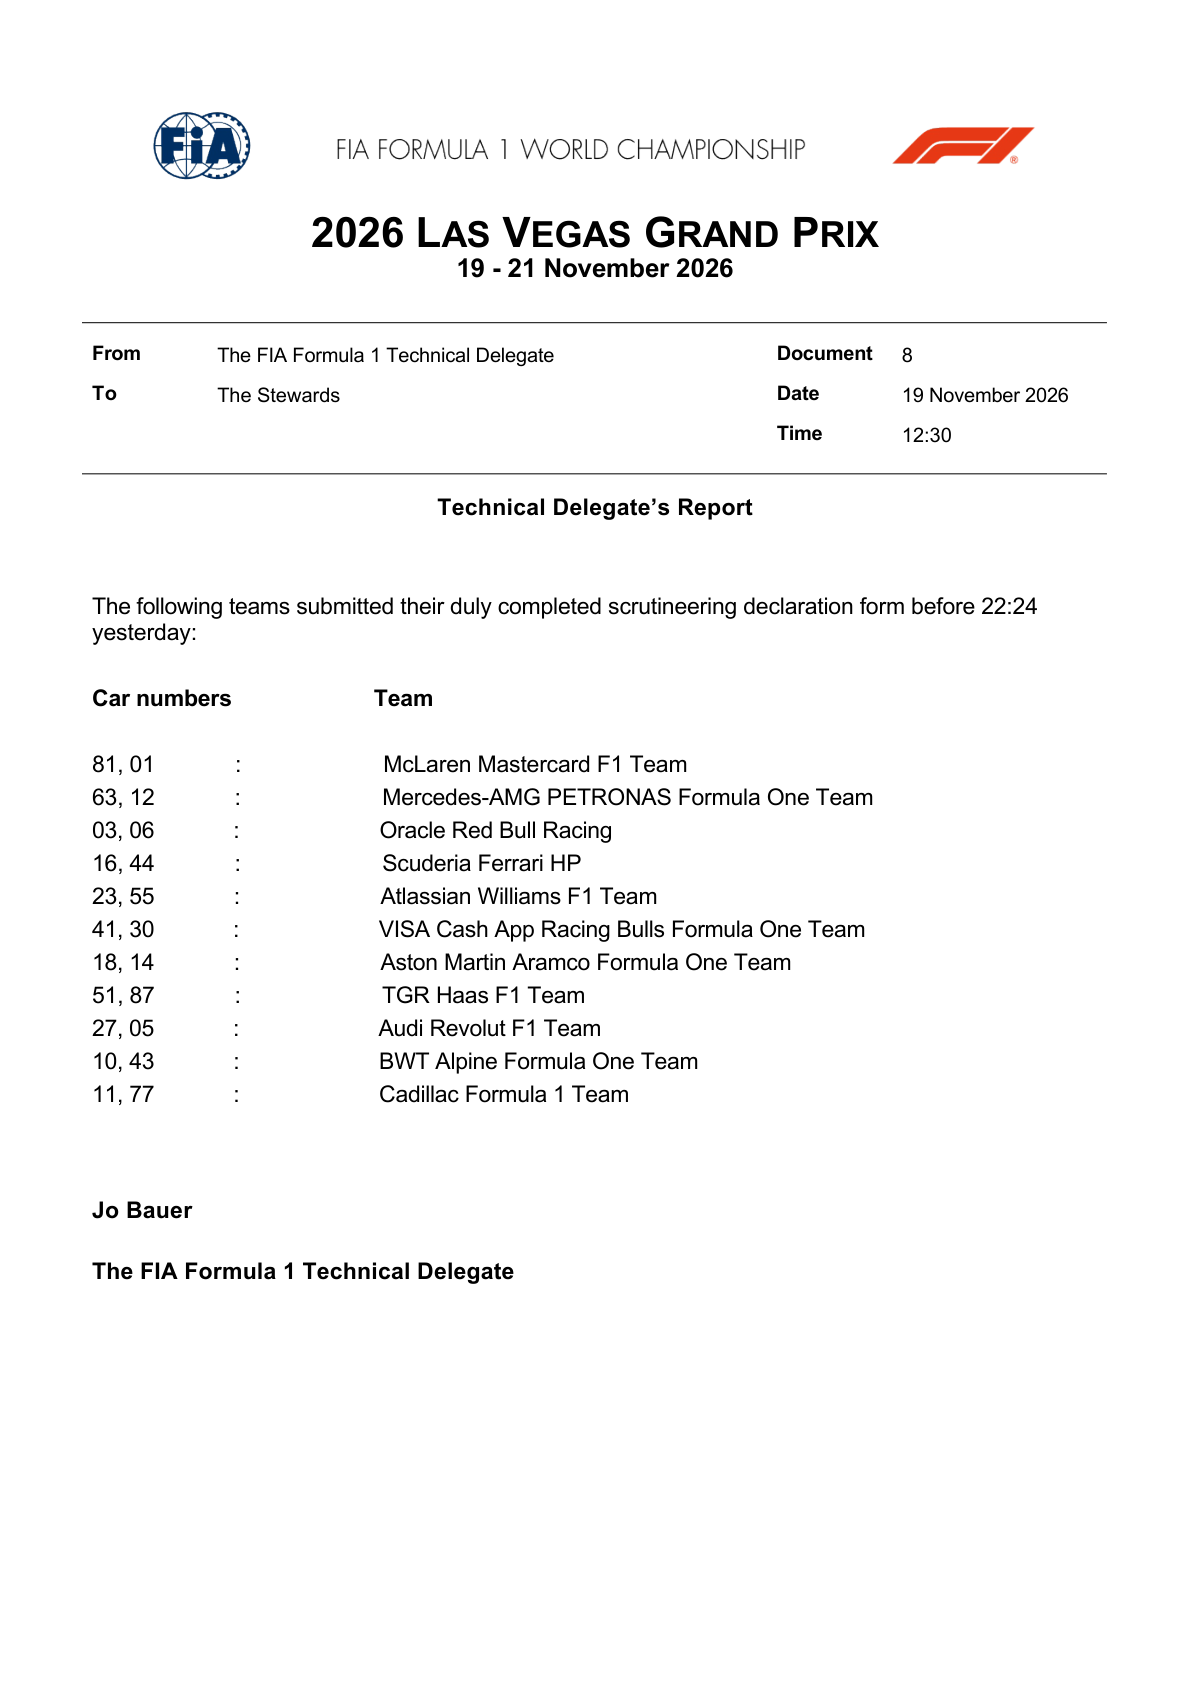 FIA FIA FORMULA 1 WORLD CHAMPIONSHIP F1®
2026 LAS VEGAS GRAND PRIX
19 - 21 November 2026
From The FIA Formula 1 Technical Delegate Document 8
To The Stewards Date 19 November 2026
Time 12:30
Technical Delegate’s Report
The following teams submitted their duly completed scrutineering declaration form before 22:24
yesterday:
Car numbers Team
81, 01 : McLaren Mastercard F1 Team
63, 12 : Mercedes-AMG PETRONAS Formula One Team
03, 06 : Oracle Red Bull Racing
16, 44 : Scuderia Ferrari HP
23, 55 : Atlassian Williams F1 Team
41, 30 : VISA Cash App Racing Bulls Formula One Team
18, 14 : Aston Martin Aramco Formula One Team
51, 87 : TGR Haas F1 Team
27, 05 : Audi Revolut F1 Team
10, 43 : BWT Alpine Formula One Team
11, 77 : Cadillac Formula 1 Team
Jo Bauer
The FIA Formula 1 Technical Delegate